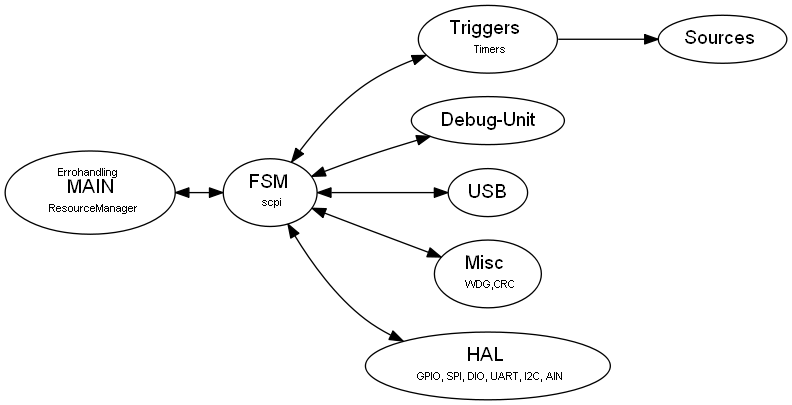 Triggers
Timers
Sources
Debug-Unit
Errohandling
MAIN
ResourceManager
FSM
scpi
USB
Misc
WDG,CRC
HAL
GPIO, SPI, DIO, UART, I2C, AIN